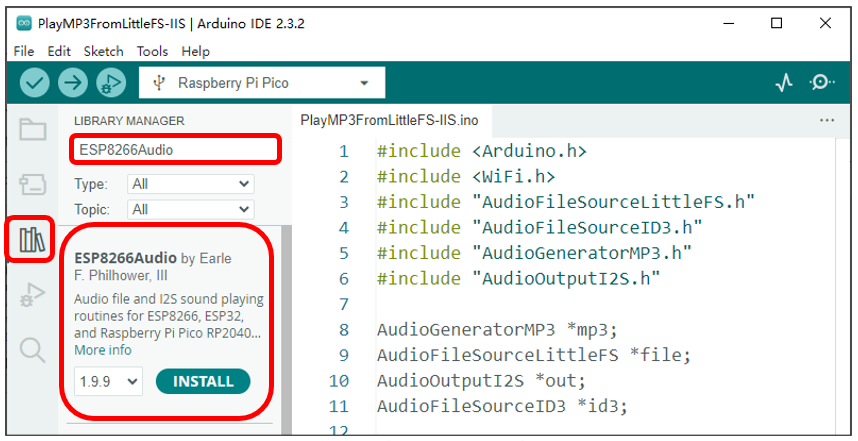 PlayMP3FromLittleFS-IIS | Arduino IDE 2.3.2
File Edit Sketch Tools Help
Raspberry Pi Pico
LIBRARY MANAGER
ESP8266Audio
Type: All
Topic: All
ESP8266Audio by Earle
F. Philhower, III
Audio file and I2S sound playing
routines for ESP8266, ESP32,
and Raspberry Pi Pico RP2040...
More info
1.9.9 INSTALL
PlayMP3FromLittleFS-IIS.ino
1 #include <Arduino.h>
2 #include <WiFi.h>
3 #include "AudioFileSourceLittleFS.h"
4 #include "AudioFileSourceID3.h"
5 #include "AudioGeneratorMP3.h"
6 #include "AudioOutputI2S.h"
7
8 AudioGeneratorMP3 *mp3;
9 AudioFileSourceLittleFS *file;
10 AudioOutputI2S *out;
11 AudioFileSourceID3 *id3;
12